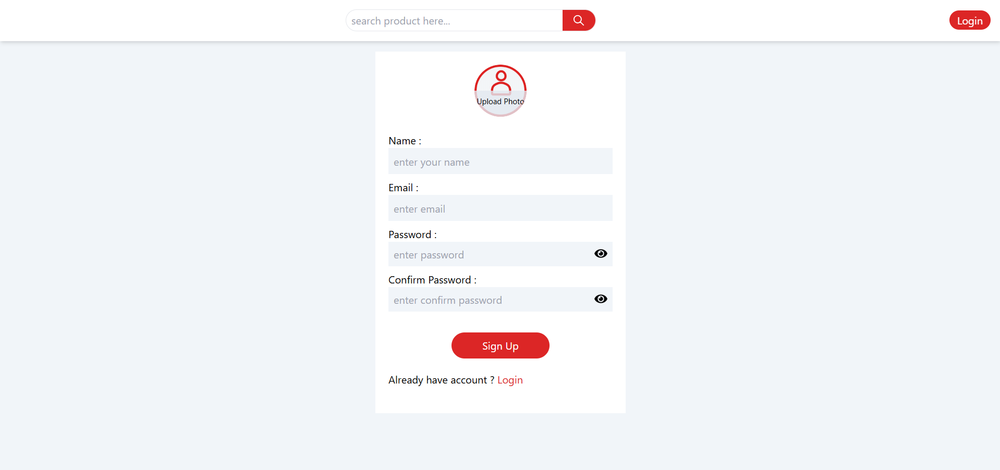 search product here...
Login
Upload Photo
Name :
enter your name
Email :
enter email
Password :
enter password
Confirm Password :
enter confirm password
Sign Up
Already have account ? Login